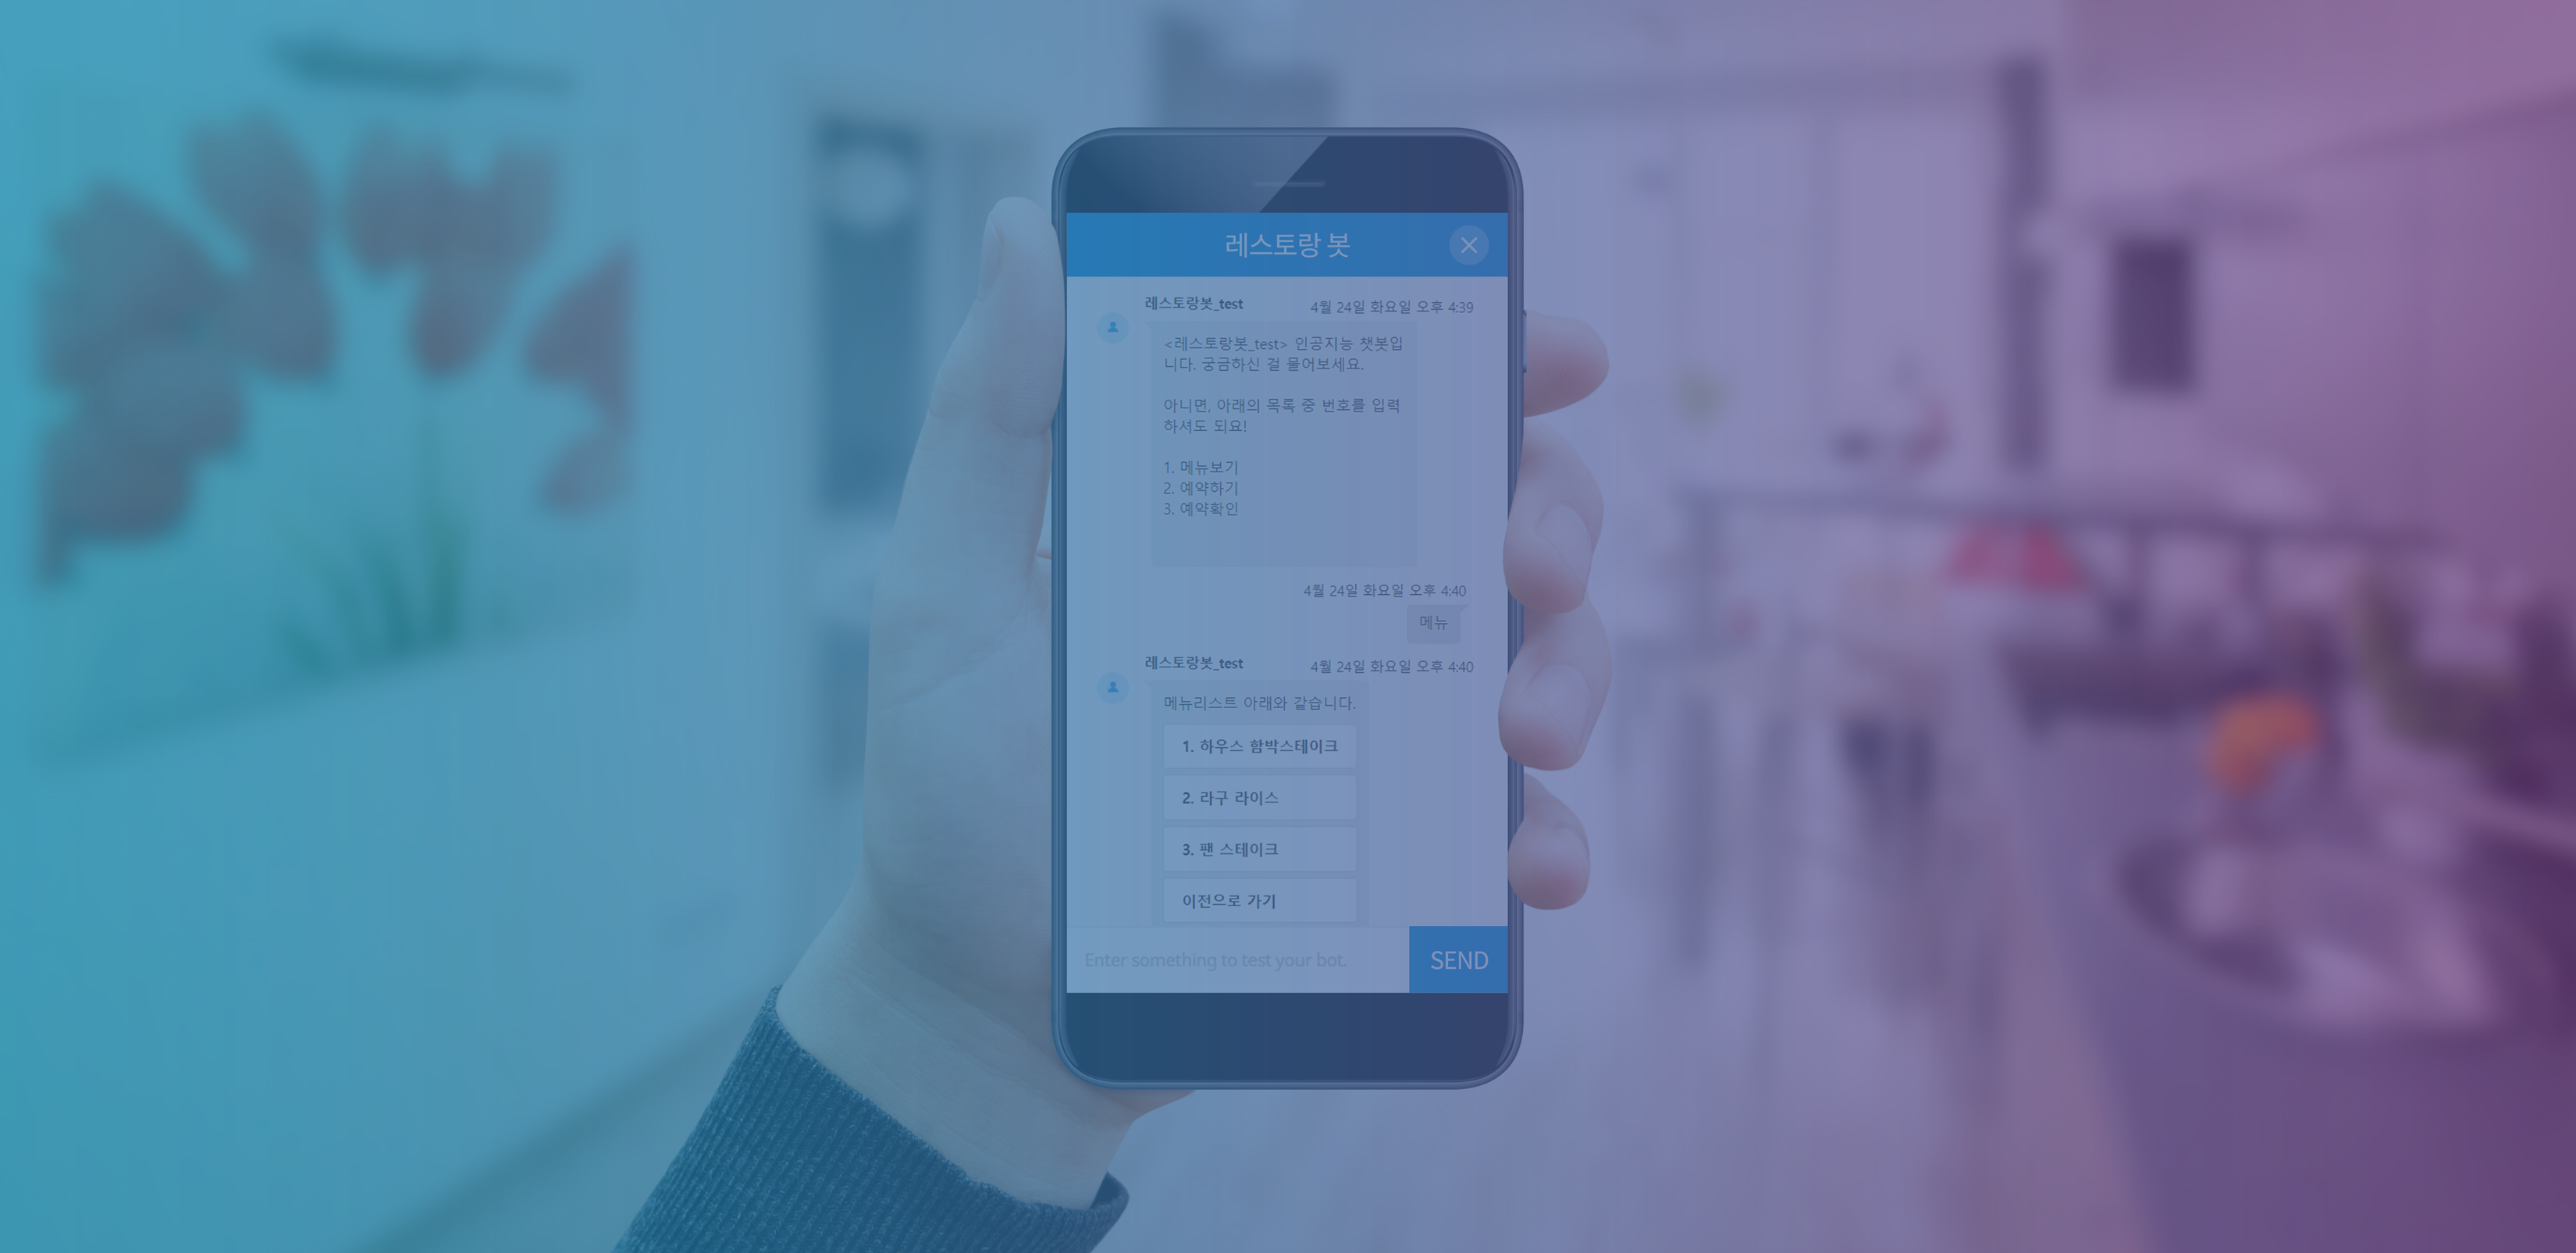 레스토랑 봇
레스토랑봇_test
4월 24일 화요일 오후 4:39
<레스토랑봇_test> 인공지능 챗봇입
니다. 궁금하신 걸 물어보세요.
아니면, 아래의 목록 중 번호를 입력
하셔도 되요!
1. 메뉴보기
2. 예약하기
3. 예약확인
4월 24일 화요일 오후 4:40
메뉴
레스토랑봇_test
4월 24일 화요일 오후 4:40
메뉴리스트 아래와 같습니다.
1. 하우스 함박스테이크
2. 라구 라이스
3. 팬 스테이크
이전으로 가기
Enter something to test your bot.
SEND